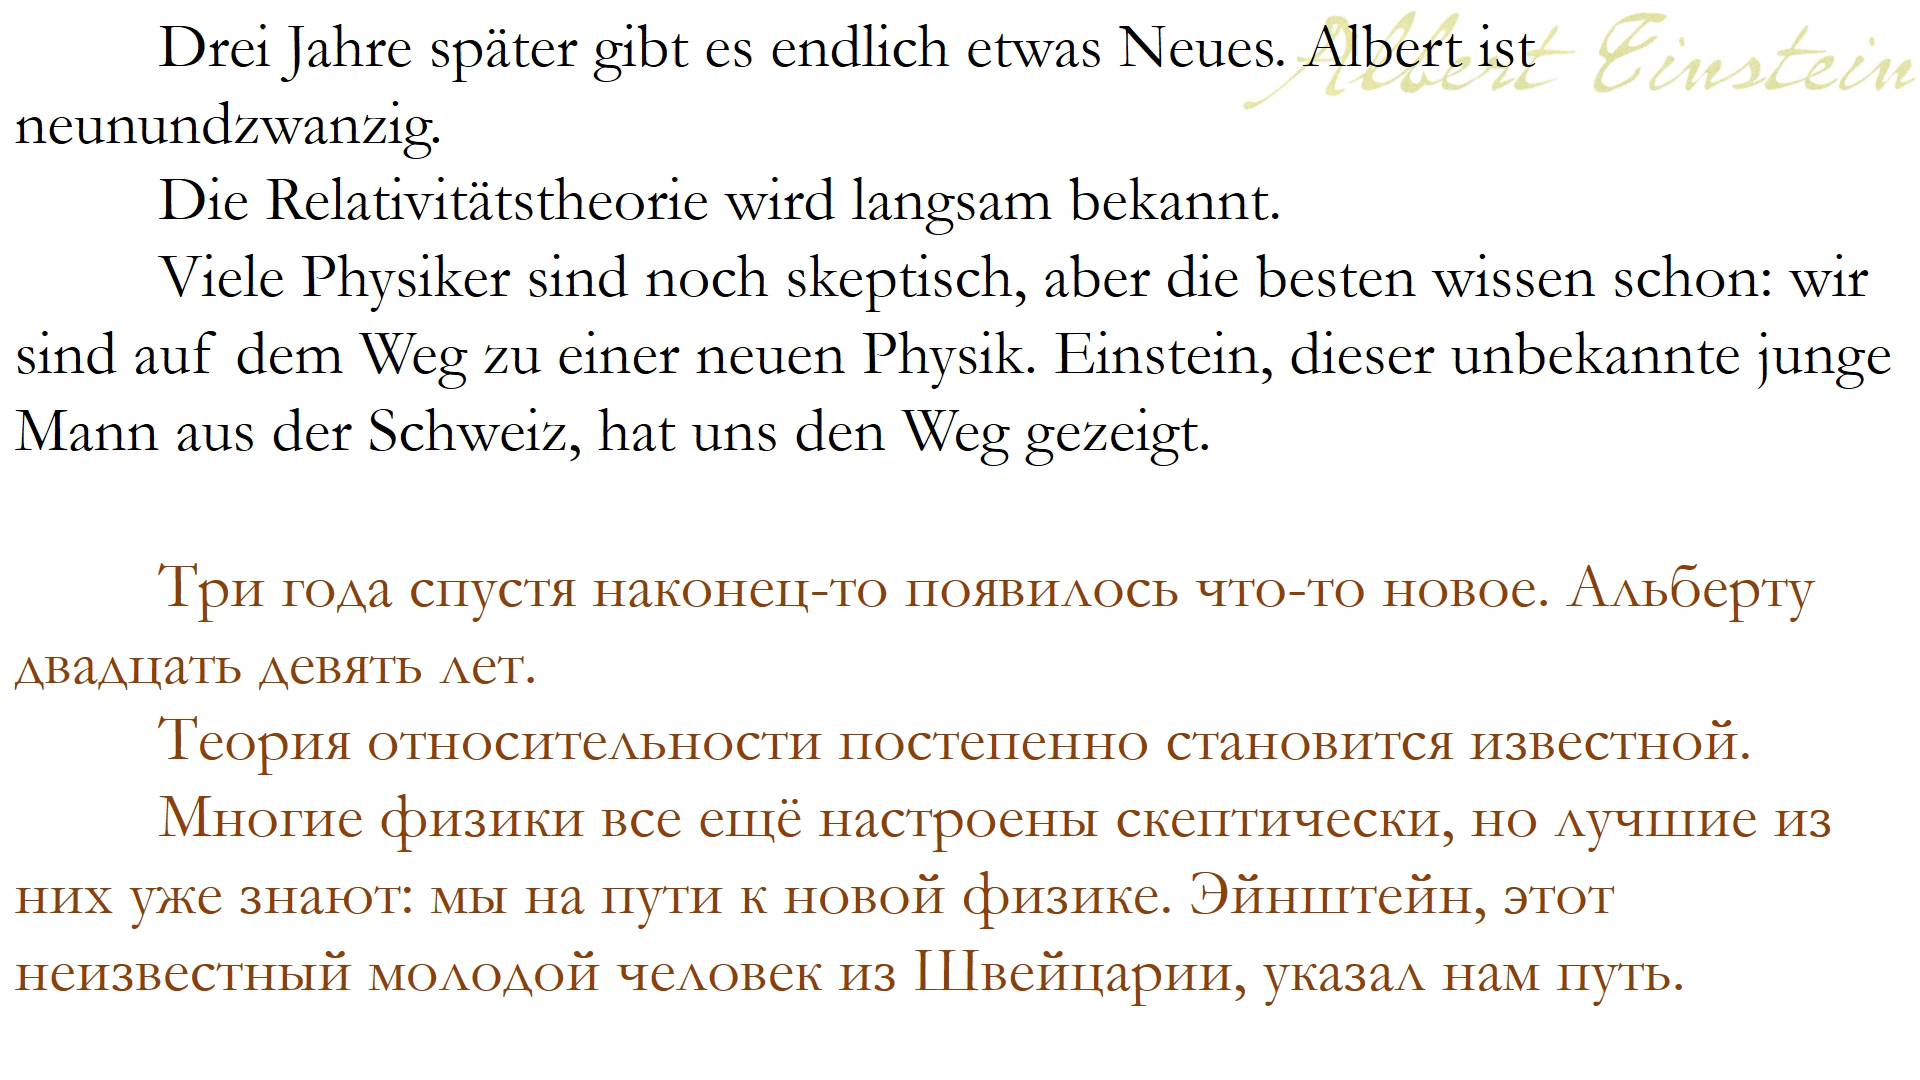 Albert Einstein
Drei Jahre später gibt es endlich etwas Neues. Albert ist
neunundzwanzig.
Die Relativitätstheorie wird langsam bekannt.
Viele Physiker sind noch skeptisch, aber die besten wissen schon: wir
sind auf dem Weg zu einer neuen Physik. Einstein, dieser unbekannte junge
Mann aus der Schweiz, hat uns den Weg gezeigt.
Три года спустя наконец-то появилось что-то новое. Альберту
двадцать девять лет.
Теория относительности постепенно становится известной.
Многие физики все ещё настроены скептически, но лучшие из
них уже знают: мы на пути к новой физике. Эйнштейн, этот
неизвестный молодой человек из Швейцарии, указал нам путь.